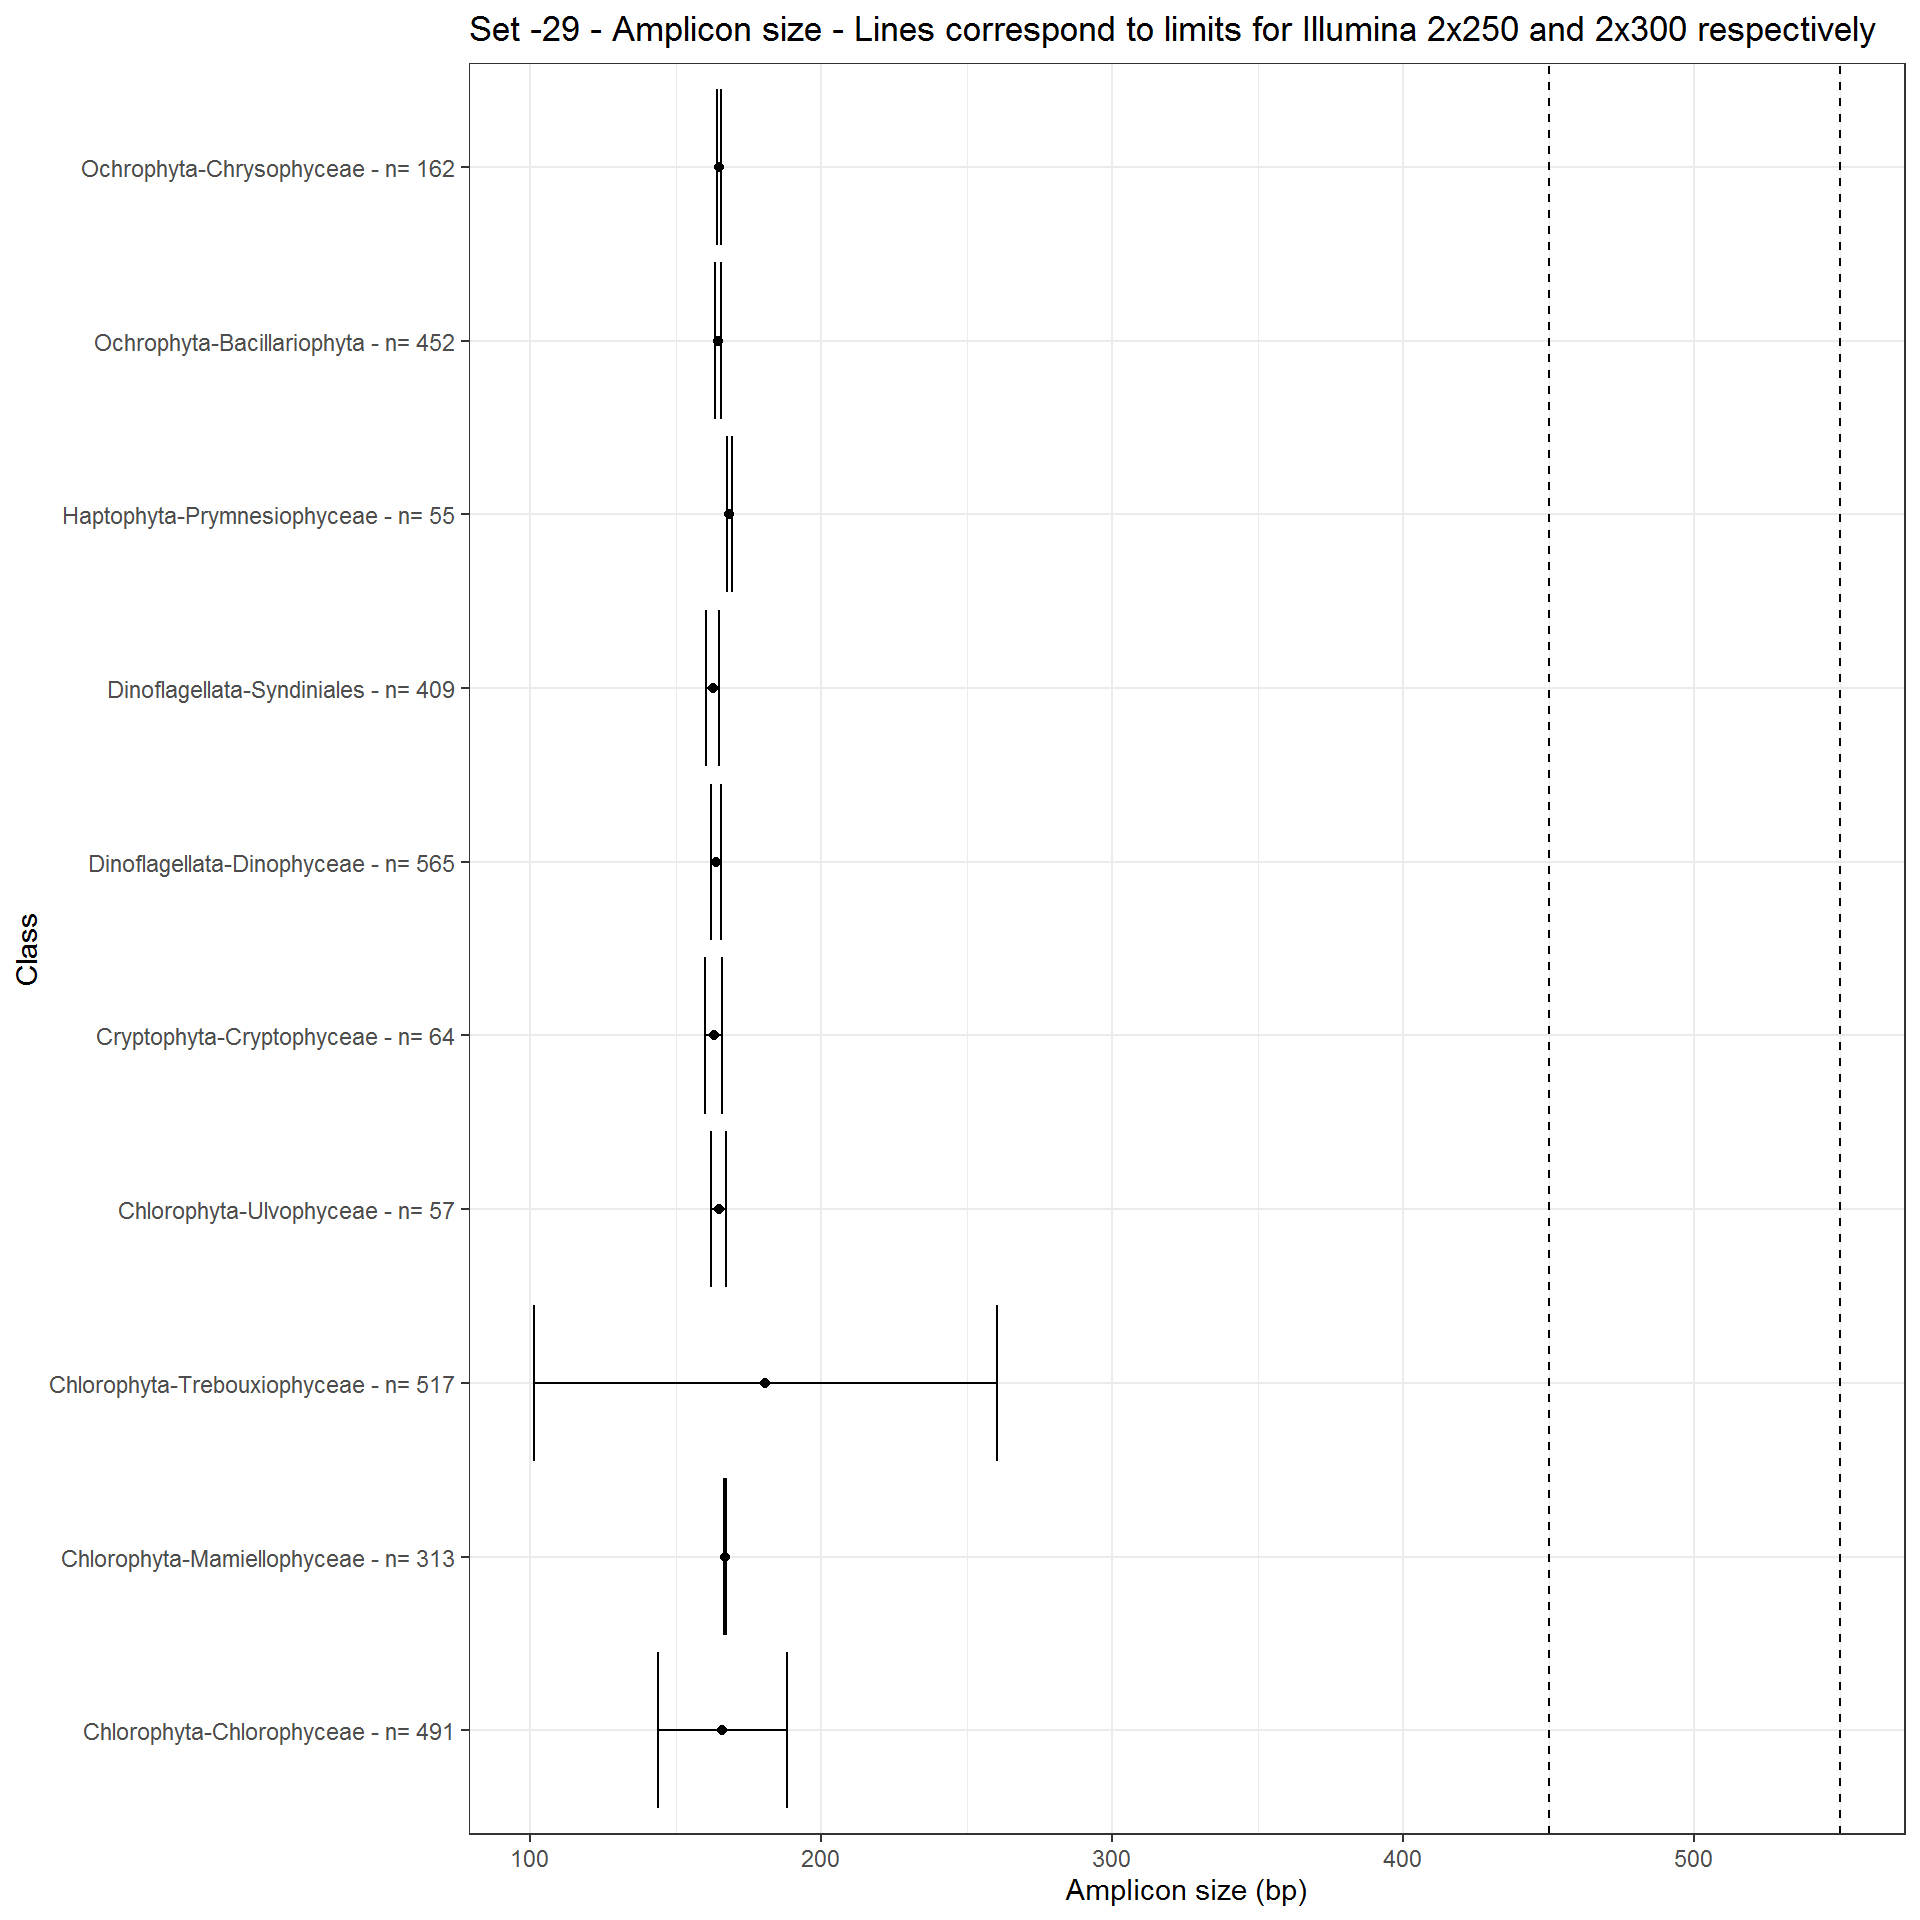 Set -29 - Amplicon size - Lines correspond to limits for Illumina 2x250 and 2x300 respectively
Class
Ochrophyta-Chrysophyceae - n= 162
Ochrophyta-Bacillariophyta - n= 452
Haptophyta-Prymnesiophyceae - n= 55
Dinoflagellata-Syndiniales - n= 409
Dinoflagellata-Dinophyceae - n= 565
Cryptophyta-Cryptophyceae - n= 64
Chlorophyta-Ulvophyceae - n= 57
Chlorophyta-Trebouxiophyceae - n= 517
Chlorophyta-Mamiellophyceae - n= 313
Chlorophyta-Chlorophyceae - n= 491
100 200 300 400 500
Amplicon size (bp)